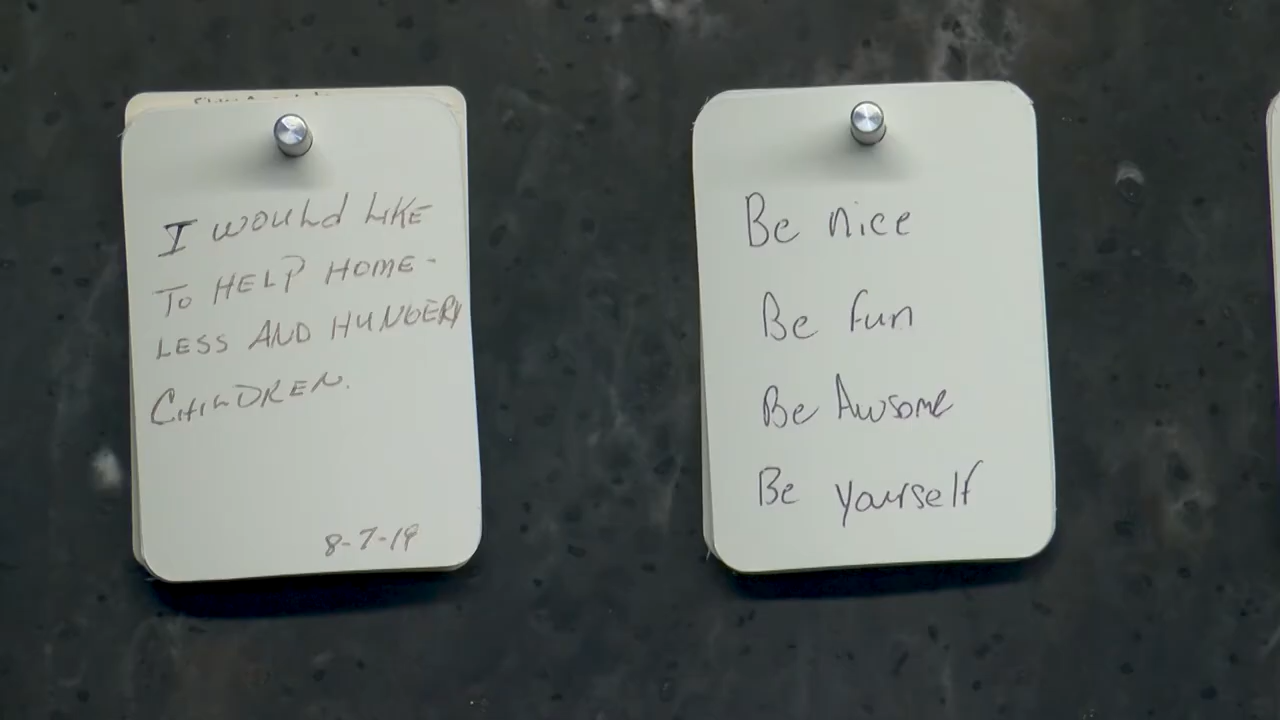 I WOULD LIKE
TO HELP HOME-
LESS AND HUNGERY
CHILDREN.
8-7-19
Be nice
Be fun
Be Awsome
Be yourself